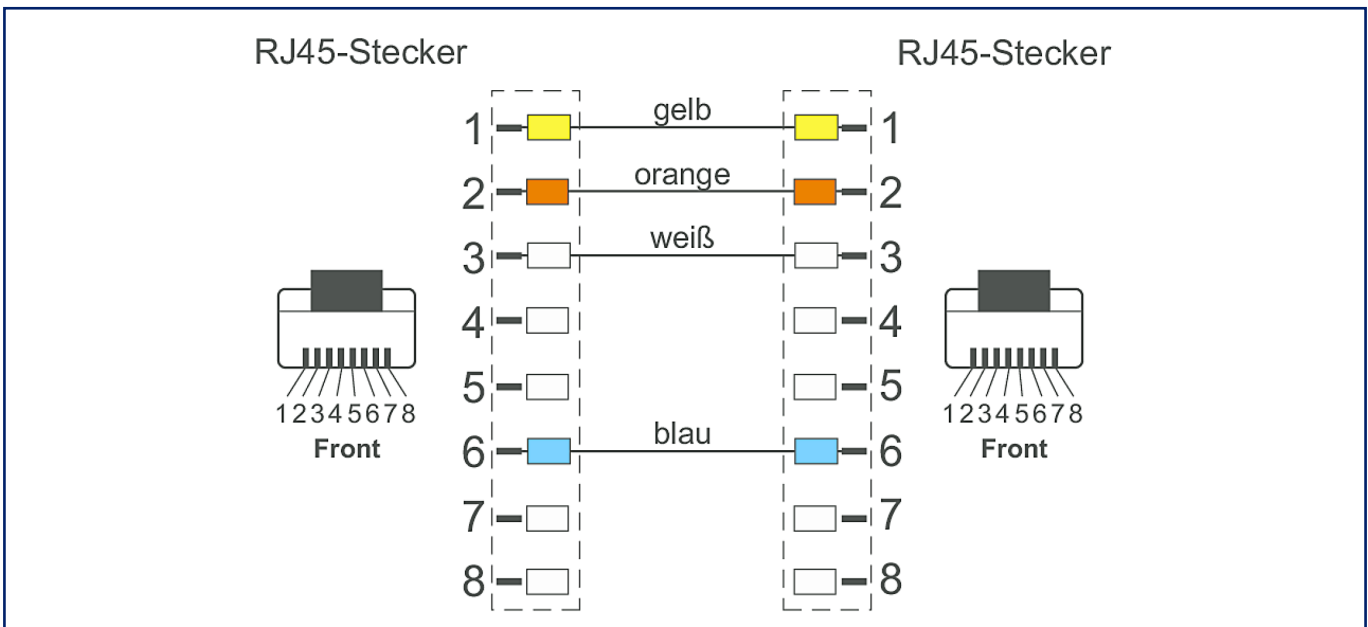 RJ45-Stecker RJ45-Stecker
1 gelb 1
2 orange 2
3 weiß 3
4 4
5 5
6 blau 6
7 7
8 8
12345678 12345678
Front Front